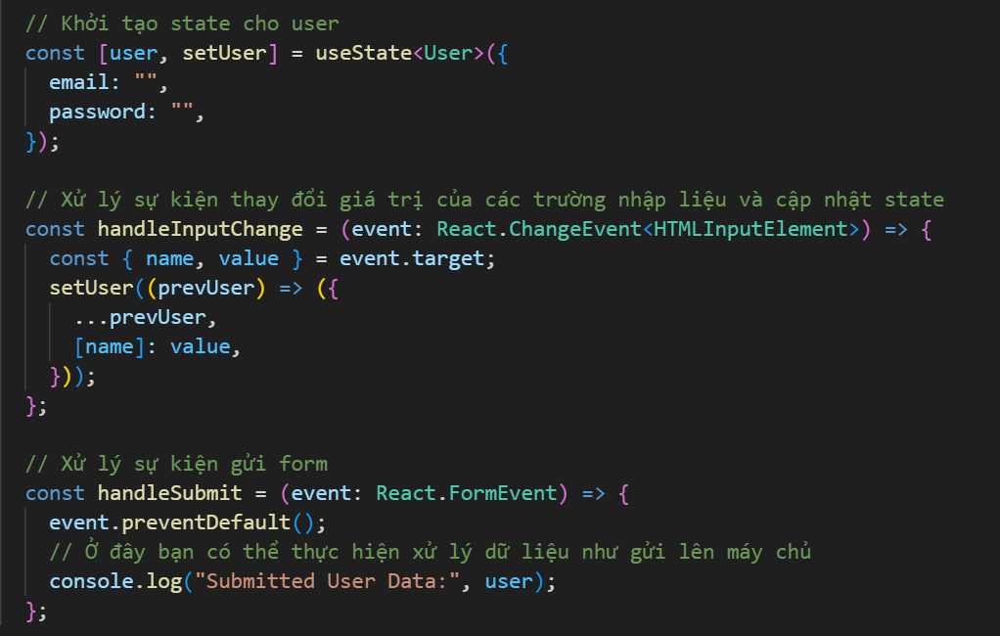 // Khởi tạo state cho user
const [user, setUser] = useState<User>({
  email: "",
  password: "",
});

// Xử lý sự kiện thay đổi giá trị của các trường nhập liệu và cập nhật state
const handleInputChange = (event: React.ChangeEvent<HTMLInputElement>) => {
  const { name, value } = event.target;
  setUser((prevUser) => ({
    ...prevUser,
    [name]: value,
  }));
};

// Xử lý sự kiện gửi form
const handleSubmit = (event: React.FormEvent) => {
  event.preventDefault();
  // Ở đây bạn có thể thực hiện xử lý dữ liệu như gửi lên máy chủ
  console.log("Submitted User Data:", user);
};